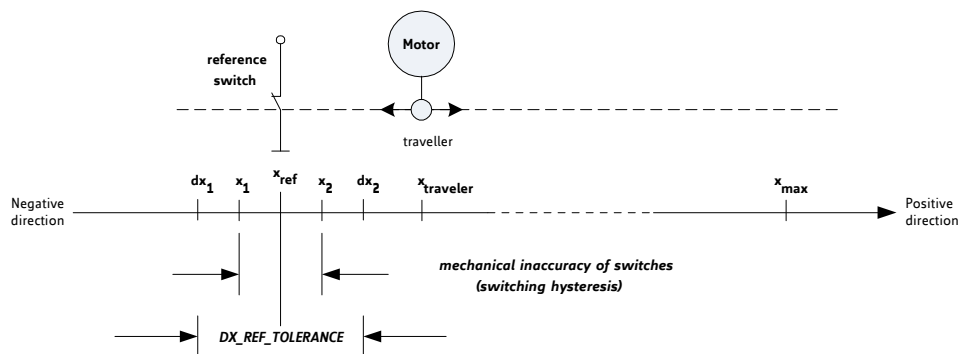 Motor
reference
switch
traveller
dx1
x1
xref
x2
dx2
xtraveler
xmax
Negative
direction
Positive
direction
mechanical inaccuracy of switches
(switching hysteresis)
DX_REF_TOLERANCE